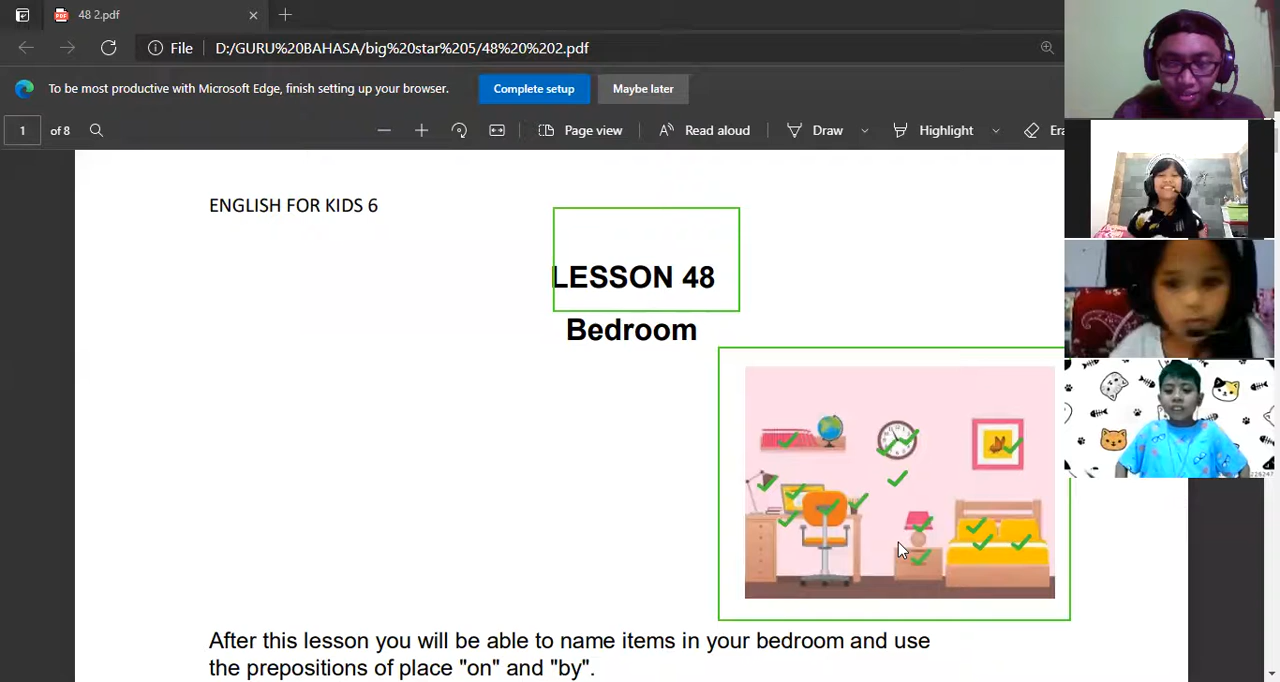 48 2.pdf
File D:/GURU%20BAHASA/big%20star%205/48%20%202.pdf
To be most productive with Microsoft Edge, finish setting up your browser. Complete setup Maybe later
1 of 8 Page view Read aloud Draw Highlight Era
ENGLISH FOR KIDS 6
LESSON 48
Bedroom
After this lesson you will be able to name items in your bedroom and use
the prepositions of place "on" and "by".